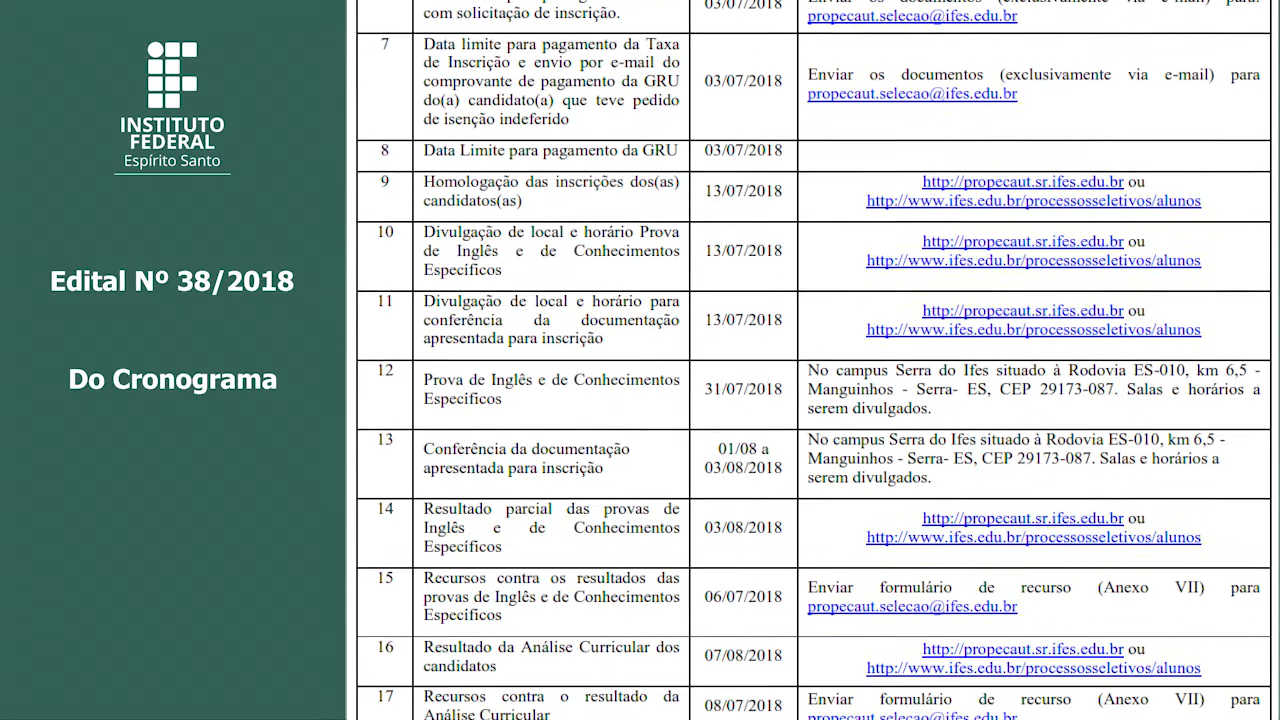 INSTITUTO
FEDERAL
Espírito Santo
Edital Nº 38/2018
Do Cronograma
com solicitação de inscrição.
03/07/2018
propecaut.selecao@ifes.edu.br
7
Data limite para pagamento da Taxa
de Inscrição e envio por e-mail do
comprovante de pagamento da GRU
do(a) candidato(a) que teve pedido
de isenção indeferido
03/07/2018
Enviar os documentos (exclusivamente via e-mail) para
propecaut.selecao@ifes.edu.br
8
Data Limite para pagamento da GRU
03/07/2018
9
Homologação das inscrições dos(as)
candidatos(as)
13/07/2018
http://propecaut.sr.ifes.edu.br ou
http://www.ifes.edu.br/processosseletivos/alunos
10
Divulgação de local e horário Prova
de Inglês e de Conhecimentos
Específicos
13/07/2018
http://propecaut.sr.ifes.edu.br ou
http://www.ifes.edu.br/processosseletivos/alunos
11
Divulgação de local e horário para
conferência da documentação
apresentada para inscrição
13/07/2018
http://propecaut.sr.ifes.edu.br ou
http://www.ifes.edu.br/processosseletivos/alunos
12
Prova de Inglês e de Conhecimentos
Específicos
31/07/2018
No campus Serra do Ifes situado à Rodovia ES-010, km 6,5 -
Manguinhos - Serra- ES, CEP 29173-087. Salas e horários a
serem divulgados.
13
Conferência da documentação
apresentada para inscrição
01/08 a
03/08/2018
No campus Serra do Ifes situado à Rodovia ES-010, km 6,5 -
Manguinhos - Serra- ES, CEP 29173-087. Salas e horários a
serem divulgados.
14
Resultado parcial das provas de
Inglês e de Conhecimentos
Específicos
03/08/2018
http://propecaut.sr.ifes.edu.br ou
http://www.ifes.edu.br/processosseletivos/alunos
15
Recursos contra os resultados das
provas de Inglês e de Conhecimentos
Específicos
06/07/2018
Enviar formulário de recurso (Anexo VII) para
propecaut.selecao@ifes.edu.br
16
Resultado da Análise Curricular dos
candidatos
07/08/2018
http://propecaut.sr.ifes.edu.br ou
http://www.ifes.edu.br/processosseletivos/alunos
17
Recursos contra o resultado da
Análise Curricular
08/07/2018
Enviar formulário de recurso (Anexo VII) para
propecaut.selecao@ifes.edu.br